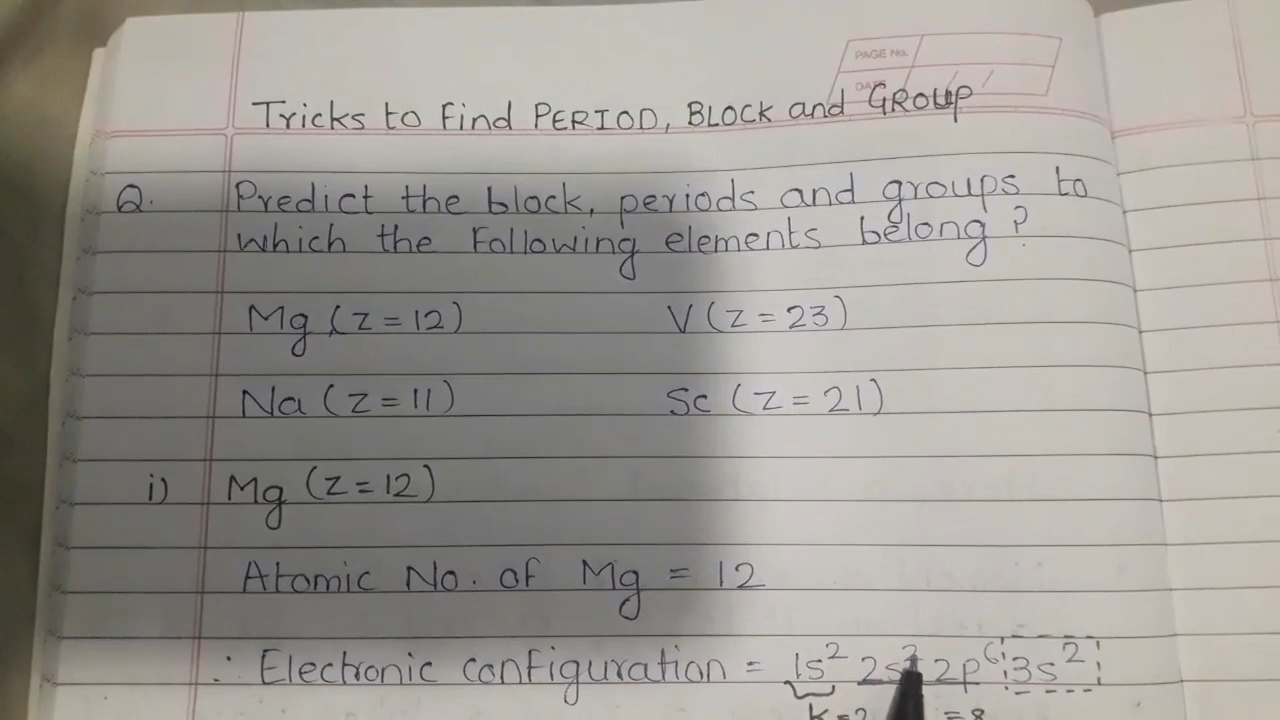 PAGE No.
DATE
Tricks to Find PERIOD, BLOCK and GROUP
Q. Predict the block, periods and groups to
which the Following elements belong?
Mg (Z=12) V (Z=23)
Na (Z=11) Sc (Z=21)
i) Mg (Z=12)
Atomic No. of Mg = 12
∴ Electronic configuration = 1s² 2s² 2p⁶ 3s²
K=2 =8